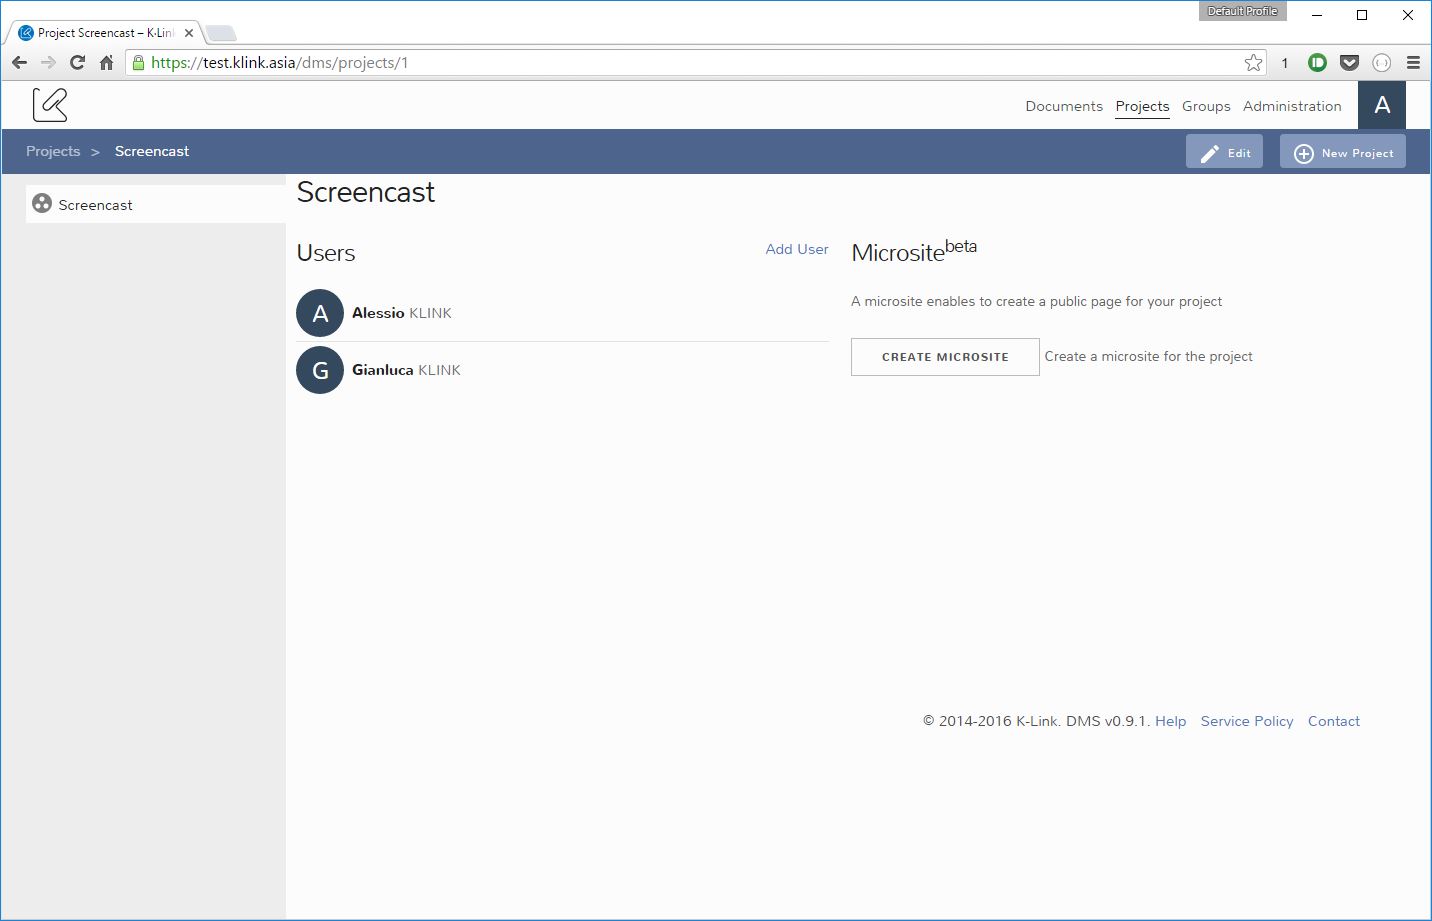 Default Profile
Project Screencast – K-Link
https://test.klink.asia/dms/projects/1
1
Documents Projects Groups Administration A
Projects > Screencast
Edit New Project
Screencast
Screencast
Users Add User
A Alessio KLINK
G Gianluca KLINK
Micrositebeta
A microsite enables to create a public page for your project
CREATE MICROSITE Create a microsite for the project
© 2014-2016 K-Link. DMS v0.9.1. Help Service Policy Contact